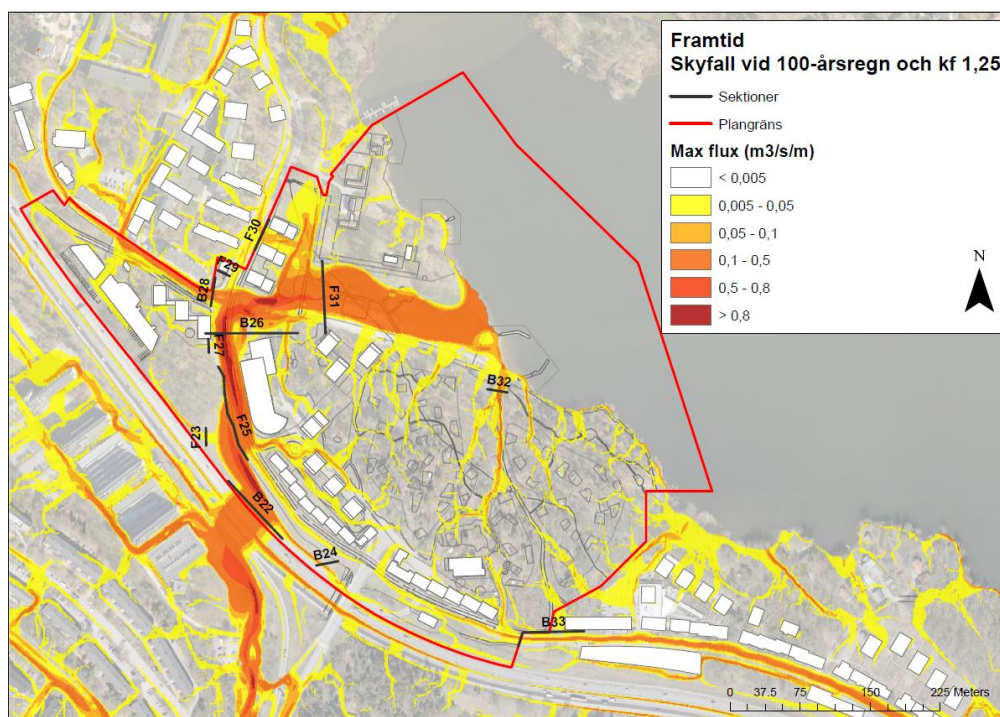 Framtid
Skyfall vid 100-årsregn och kf 1,25
Sektioner
Plangräns
Max flux (m3/s/m)
< 0,005
0,005 - 0,05
0,05 - 0,1
0,1 - 0,5
0,5 - 0,8
> 0,8
N
F30
F29
B28
F31
B26
F27
B32
F25
F23
B22
B24
B33
0 37.5 75 150 225 Meters